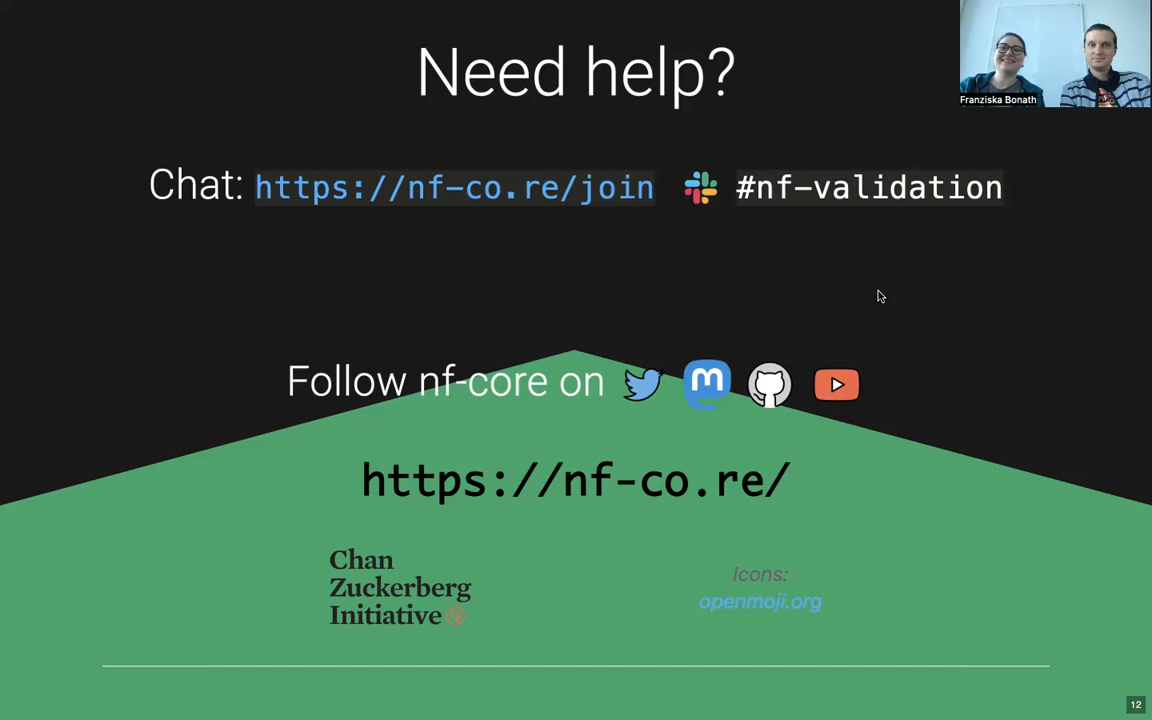 Need help?
Franziska Bonath
Chat: https://nf-co.re/join #nf-validation
Follow nf-core on
https://nf-co.re/
Chan
Zuckerberg
Initiative
Icons:
openmoji.org
12